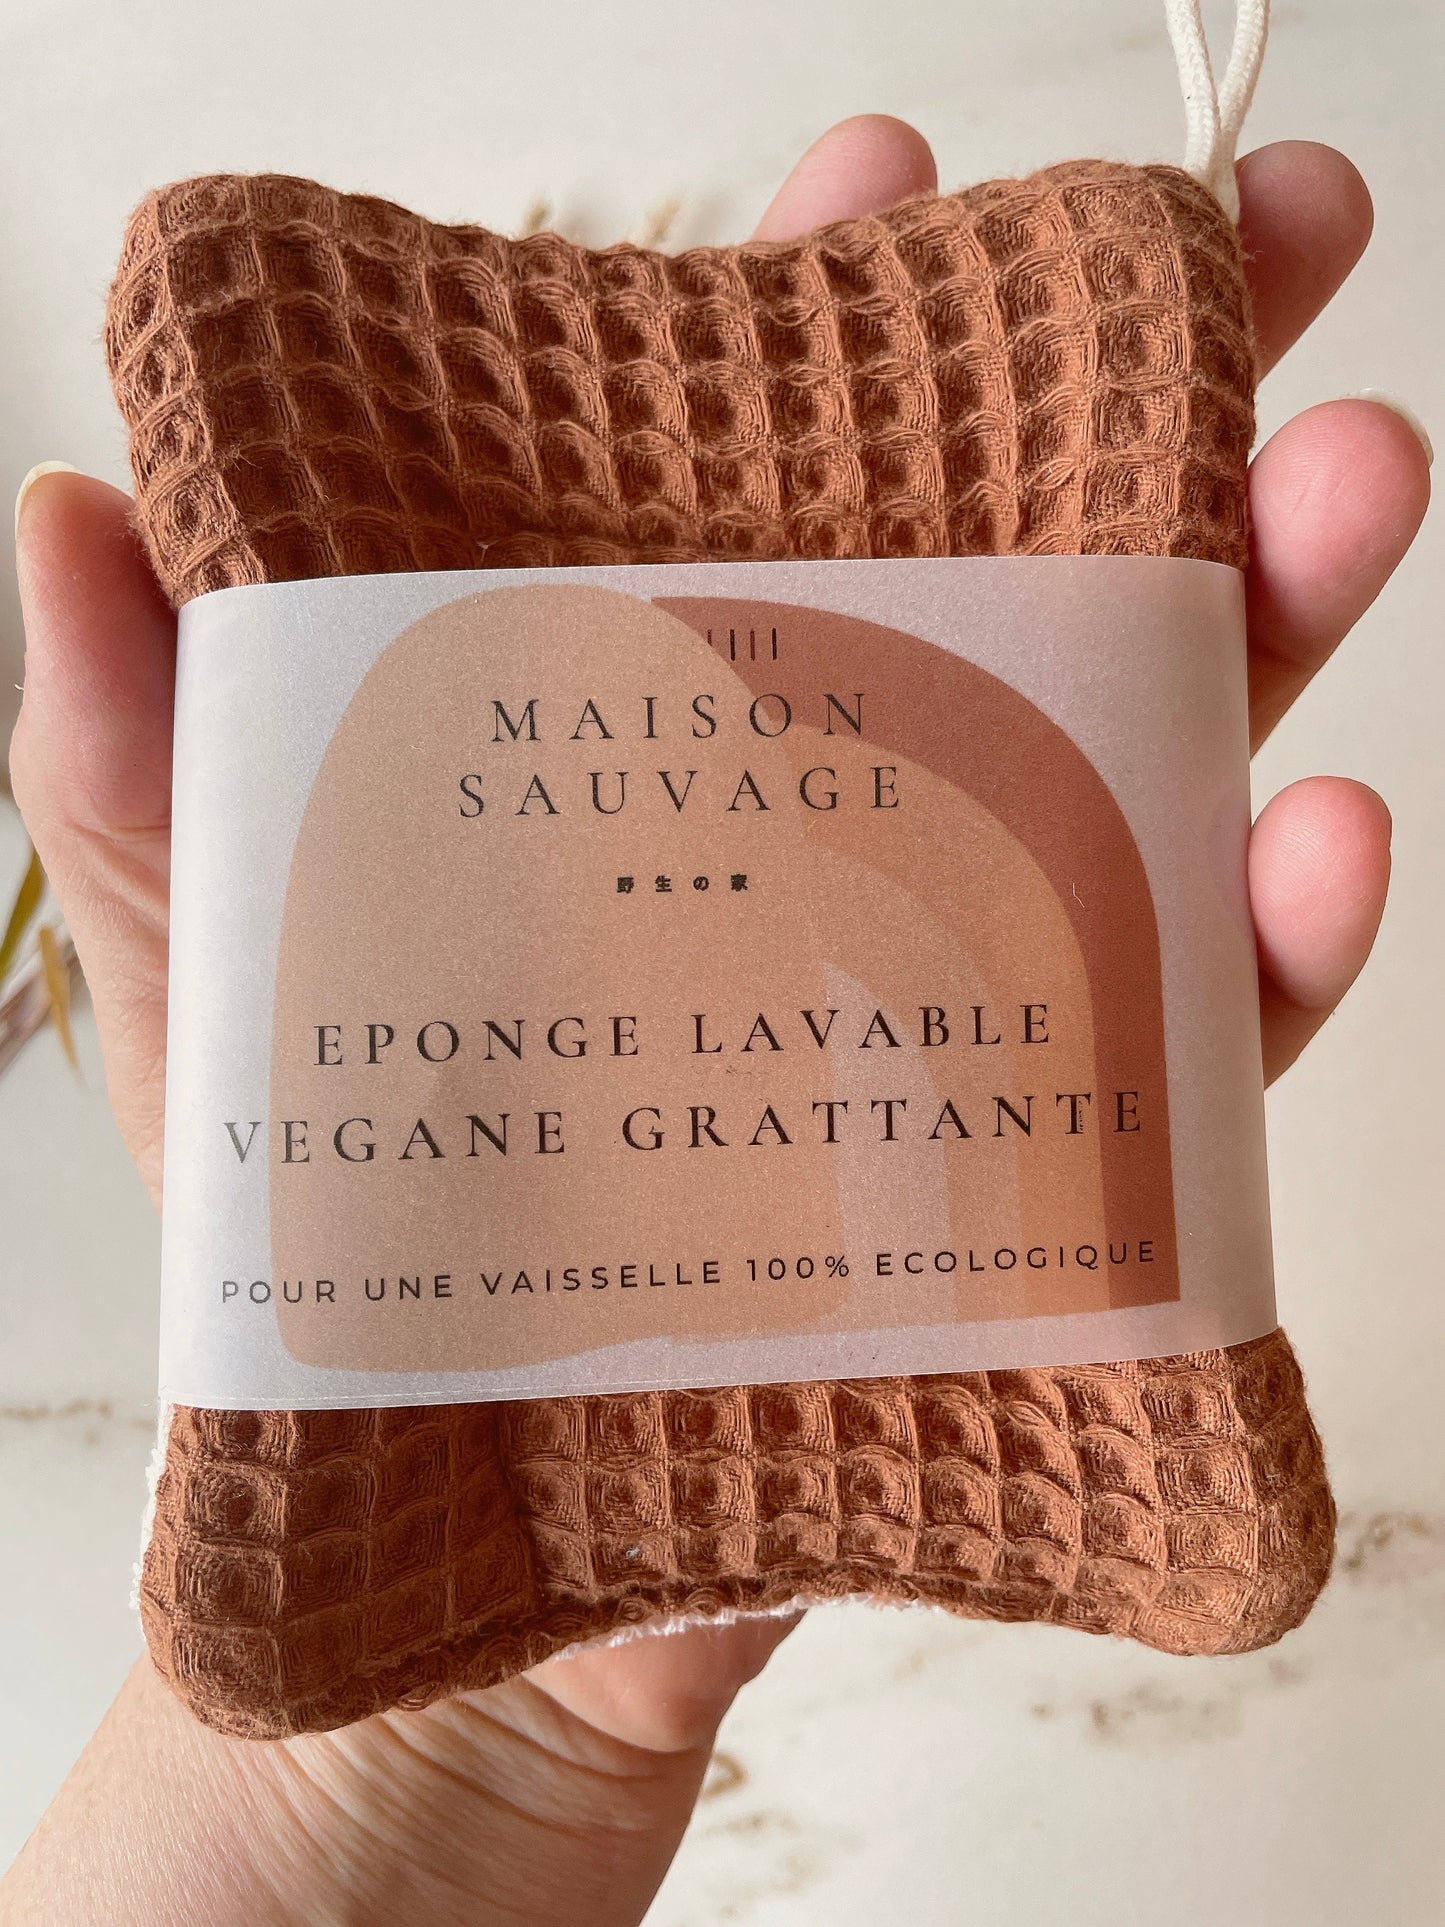 MAISON
SAUVAGE
野生の家
EPONGE LAVABLE
VEGANE GRATTANTE
POUR UNE VAISSELLE 100% ECOLOGIQUE